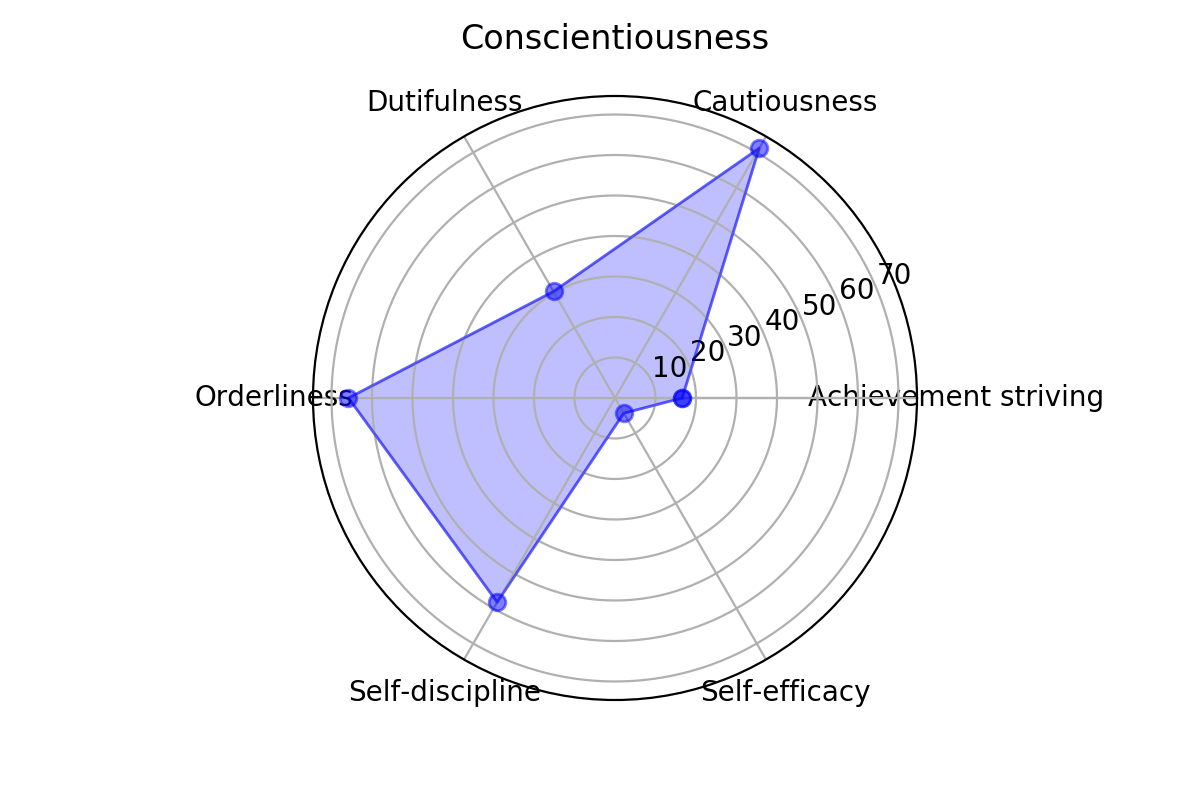 Conscientiousness
Dutifulness
Cautiousness
70
60
50
40
30
20
10
Orderliness
Achievement striving
Self-discipline
Self-efficacy